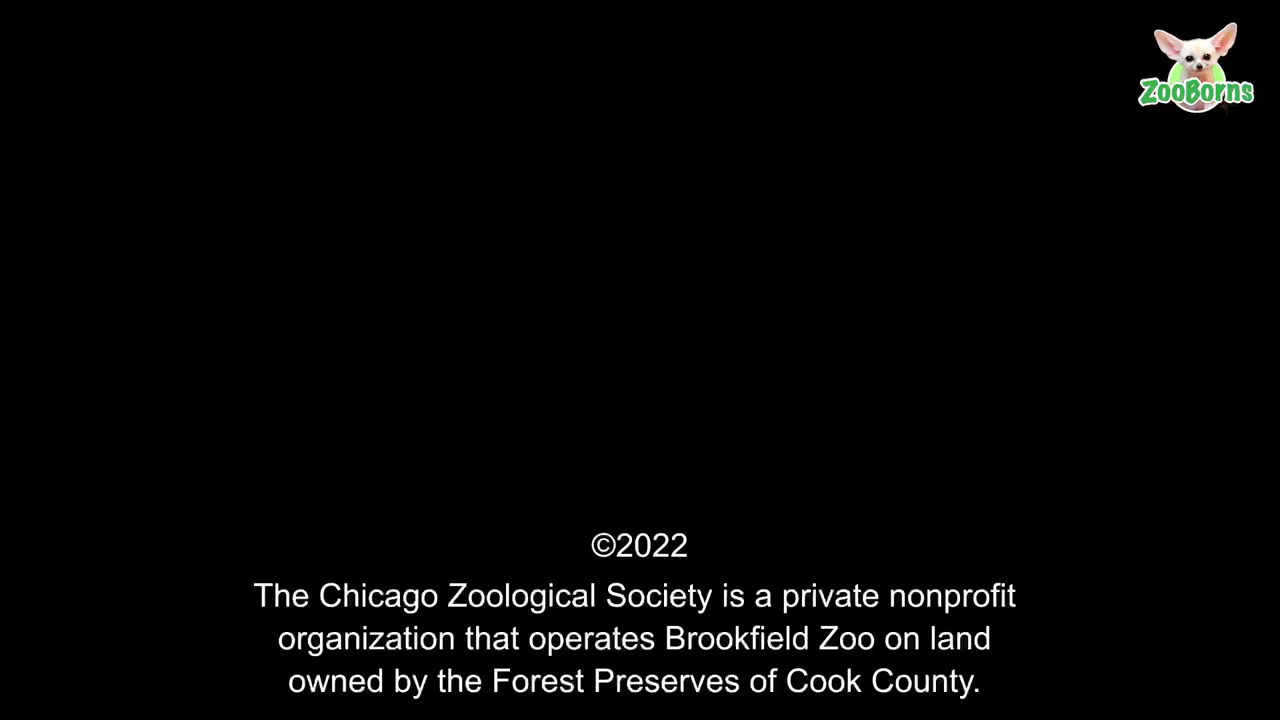 ZooBorns
©2022
The Chicago Zoological Society is a private nonprofit
organization that operates Brookfield Zoo on land
owned by the Forest Preserves of Cook County.